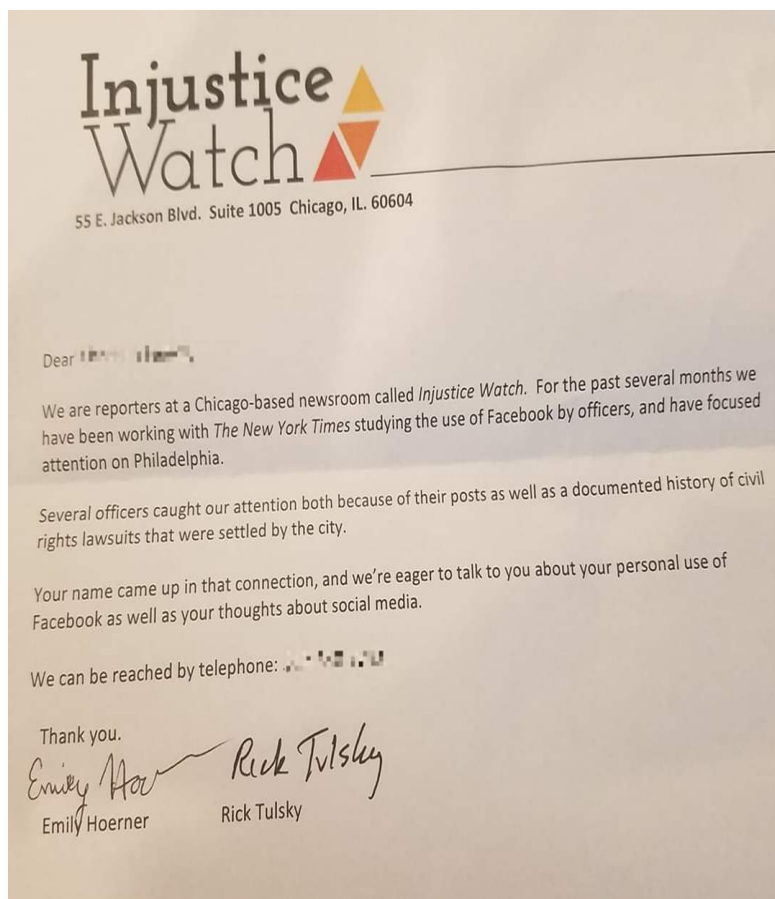 Injustice
Watch
55 E. Jackson Blvd. Suite 1005 Chicago, IL. 60604
Dear
We are reporters at a Chicago-based newsroom called Injustice Watch. For the past several months we
have been working with The New York Times studying the use of Facebook by officers, and have focused
attention on Philadelphia.
Several officers caught our attention both because of their posts as well as a documented history of civil
rights lawsuits that were settled by the city.
Your name came up in that connection, and we're eager to talk to you about your personal use of
Facebook as well as your thoughts about social media.
We can be reached by telephone:
Thank you.
Emily Hoerner Rick Tulsky
Emily Hoerner Rick Tulsky